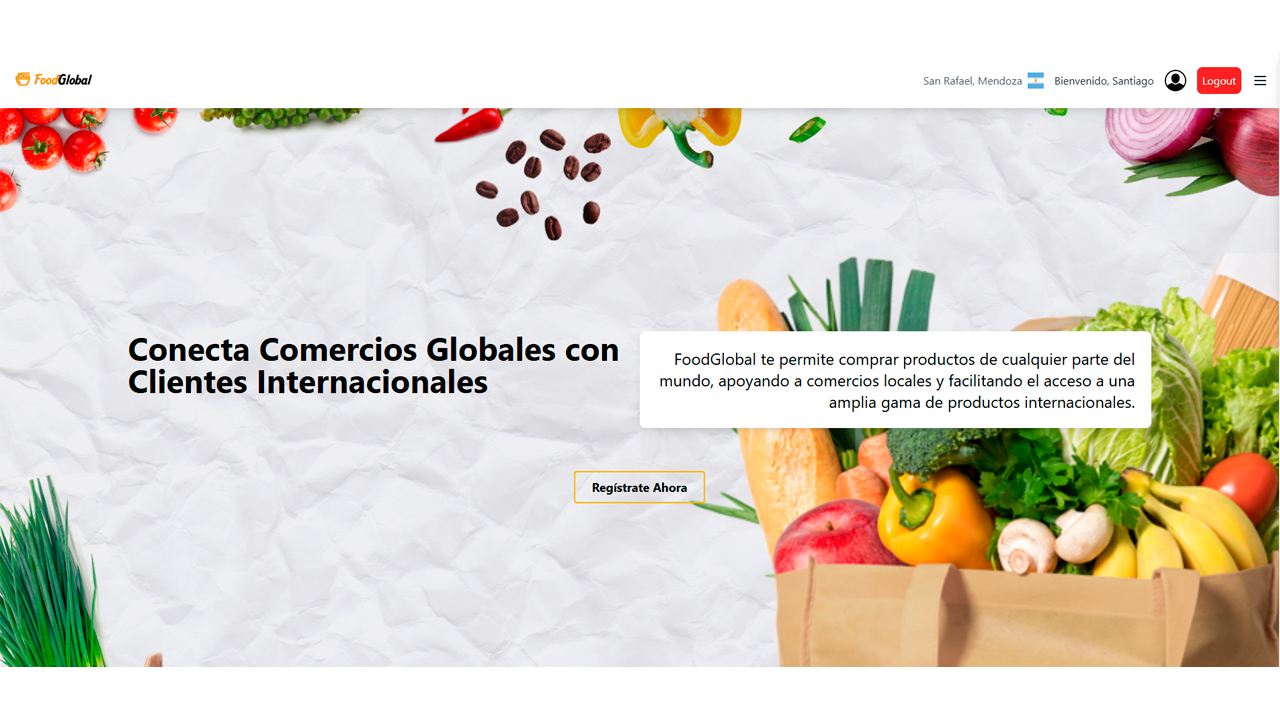 FoodGlobal
San Rafael, Mendoza
Bienvenido, Santiago
Logout
Conecta Comercios Globales con
Clientes Internacionales
FoodGlobal te permite comprar productos de cualquier parte del
mundo, apoyando a comercios locales y facilitando el acceso a una
amplia gama de productos internacionales.
Regístrate Ahora